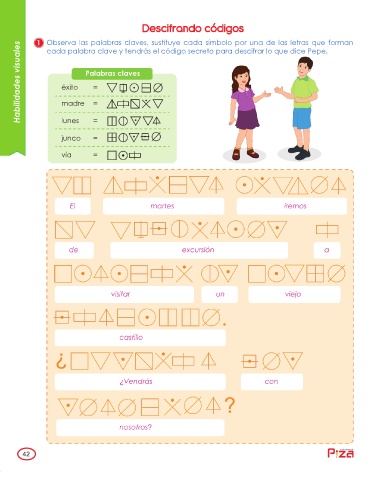 Descifrando códigos
Habilidades visuales
1 Observa las palabras claves, sustituye cada símbolo por una de las letras que forman
cada palabra clave y tendrás el código secreto para descifrar lo que dice Pepe.
Palabras claves
éxito =
madre =
lunes =
junco =
vía =
El martes iremos
de excursión a
visitar un viejo
castillo
¿Vendrás con
nosotros?
42
Pizá